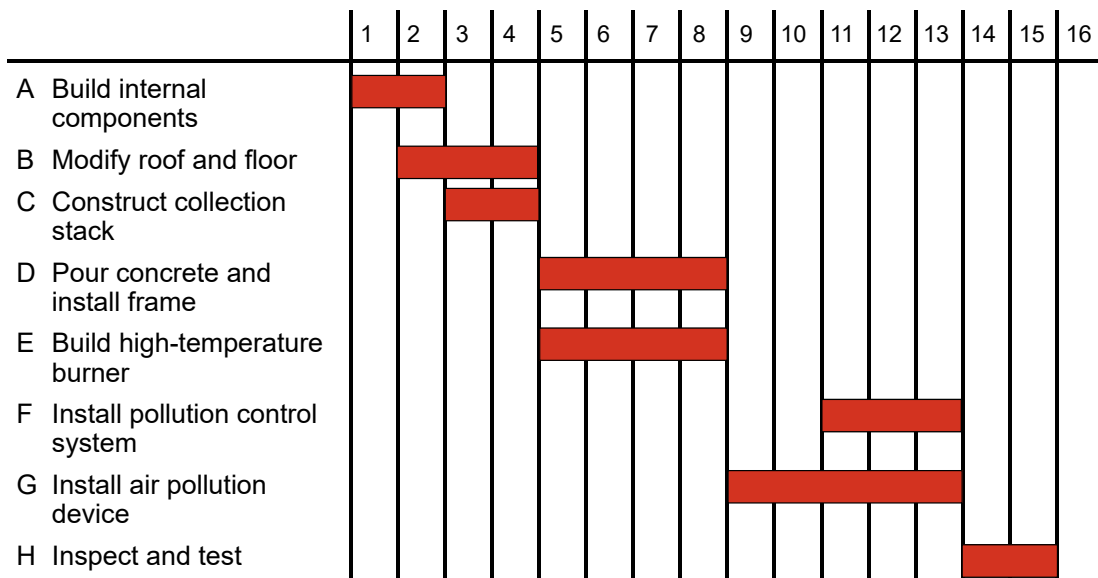 1 2 3 4 5 6 7 8 9 10 11 12 13 14 15 16
A Build internal
components
B Modify roof and floor
C Construct collection
stack
D Pour concrete and
install frame
E Build high-temperature
burner
F Install pollution control
system
G Install air pollution
device
H Inspect and test